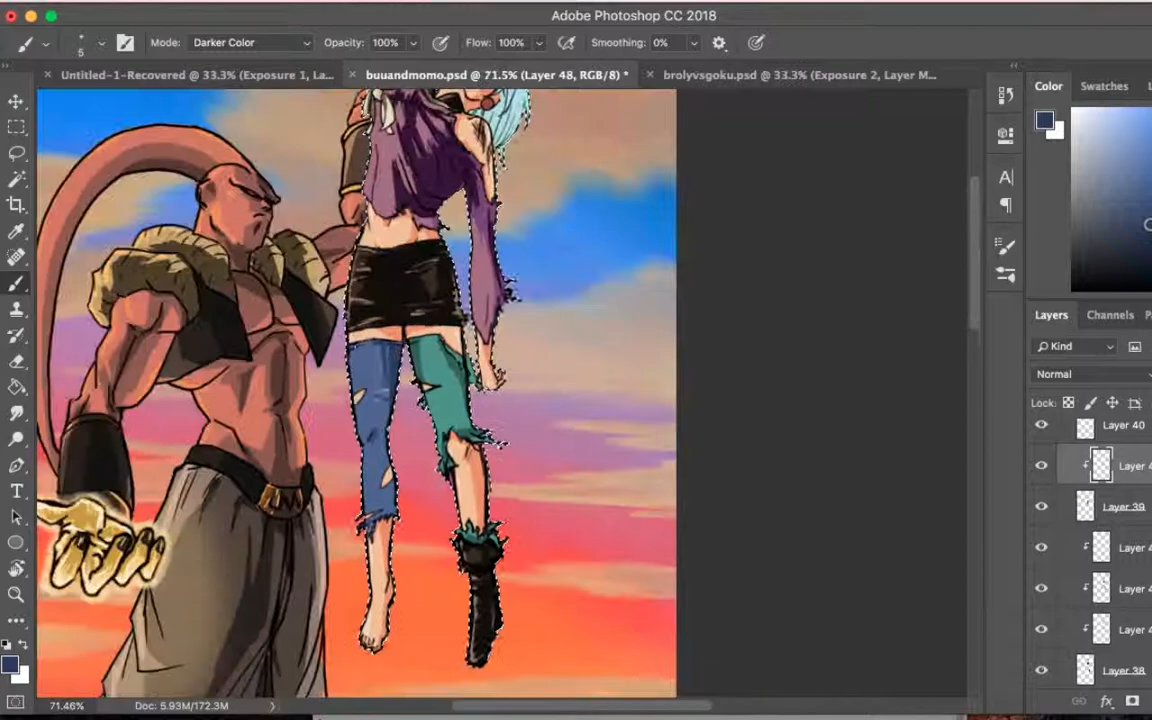 Adobe Photoshop CC 2018
5 Mode: Darker Color Opacity: 100% Flow: 100% Smoothing: 0%
Untitled-1-Recovered @ 33.3% (Exposure 1, La... buuandmomo.psd @ 71.5% (Layer 48, RGB/8) * brolyvsgoku.psd @ 33.3% (Exposure 2, Layer M...
Color Swatches
Layers Channels
Kind
Normal
Lock:
Layer 40
Layer 4
Layer 39
Layer 4
Layer 4
Layer 4
Layer 38
fx
71.46% Doc: 5.93M/172.3M